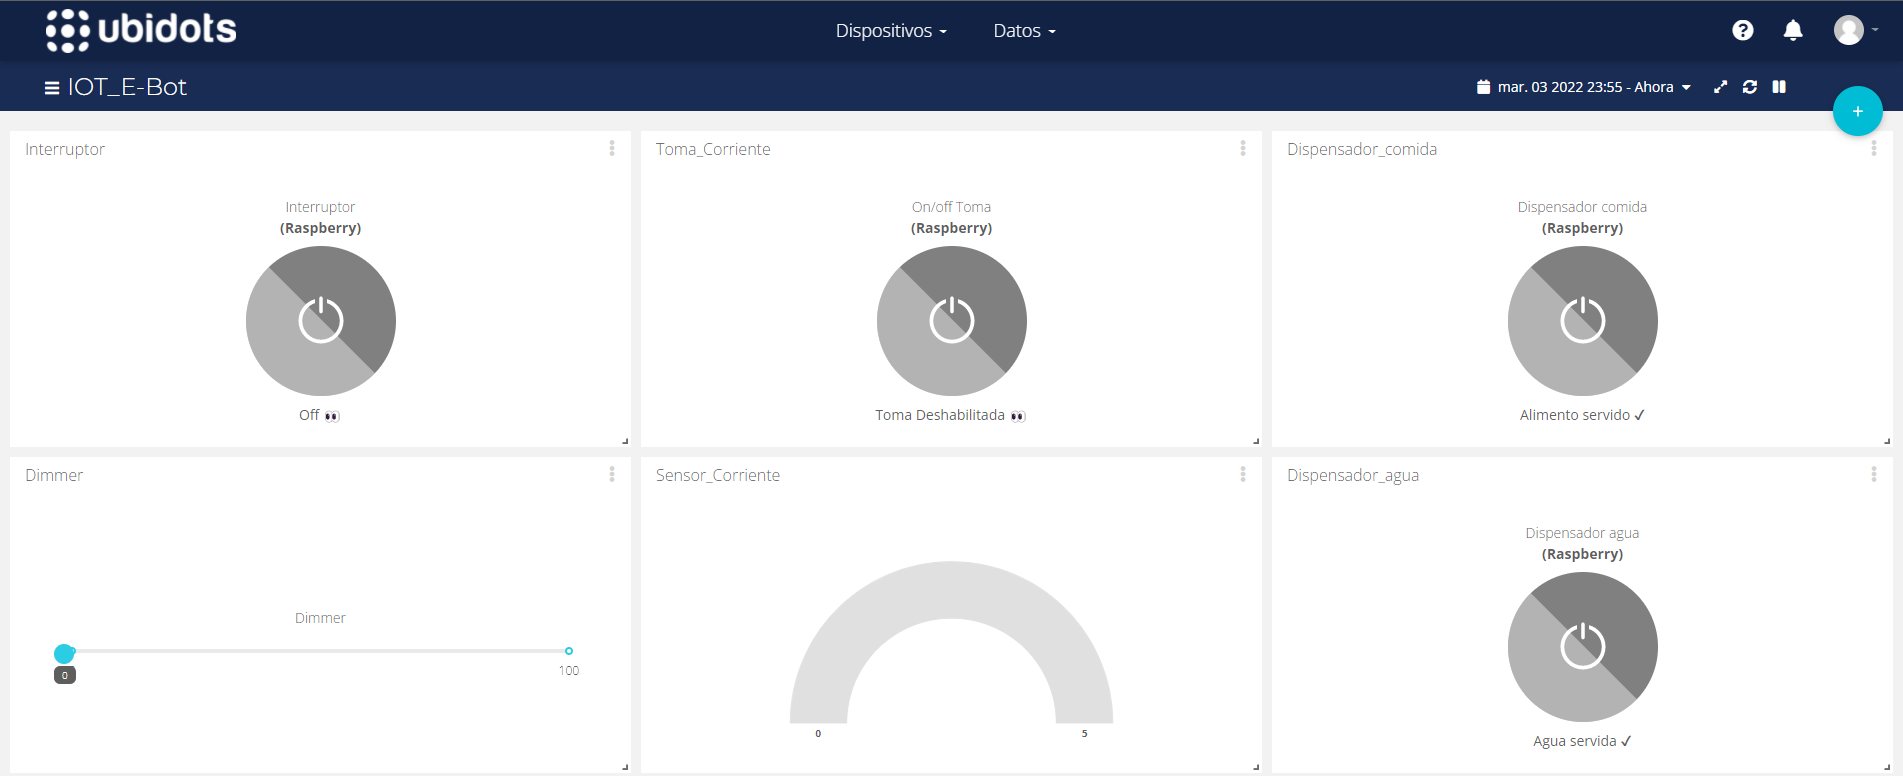 ubidots
Dispositivos
Datos
IOT_E-Bot
mar. 03 2022 23:55 - Ahora
+
Interruptor
Interruptor
(Raspberry)
Off 👀
Toma_Corriente
On/off Toma
(Raspberry)
Toma Deshabilitada 👀
Dispensador_comida
Dispensador comida
(Raspberry)
Alimento servido ✓
Dimmer
Dimmer
0
100
Sensor_Corriente
0
5
Dispensador_agua
Dispensador agua
(Raspberry)
Agua servida ✓